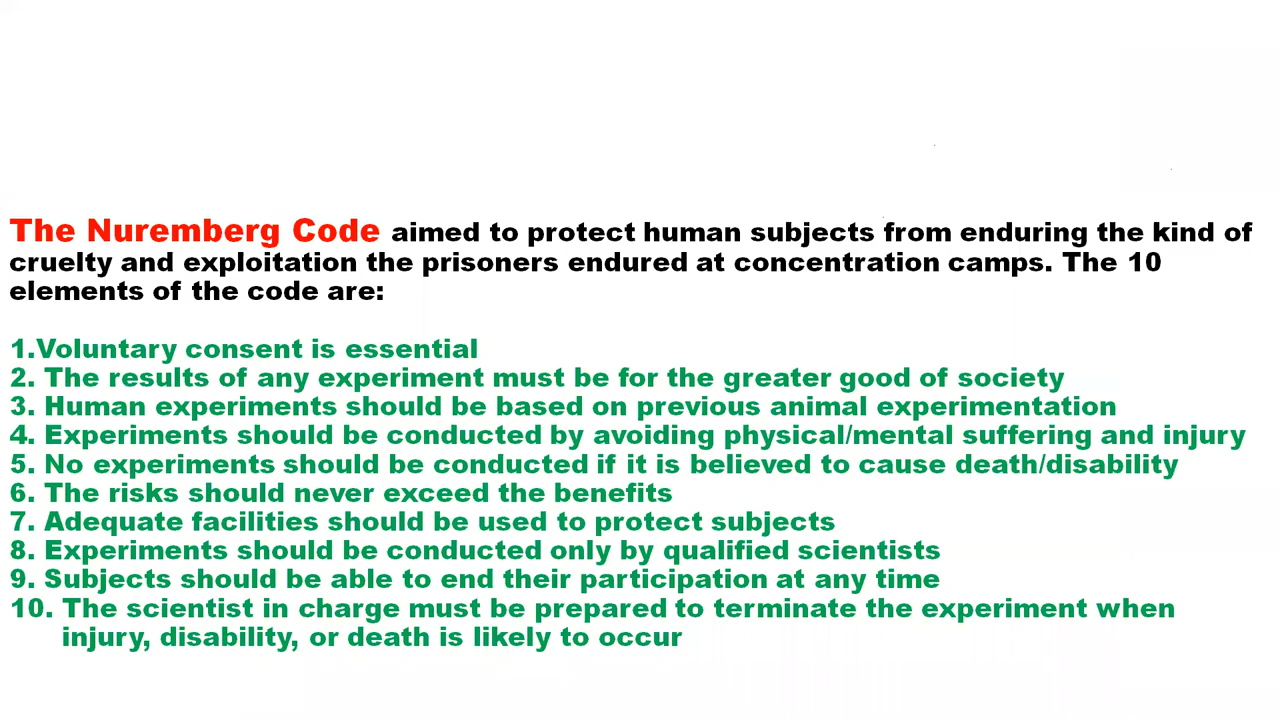 The Nuremberg Code aimed to protect human subjects from enduring the kind of
cruelty and exploitation the prisoners endured at concentration camps. The 10
elements of the code are:
1.Voluntary consent is essential
2. The results of any experiment must be for the greater good of society
3. Human experiments should be based on previous animal experimentation
4. Experiments should be conducted by avoiding physical/mental suffering and injury
5. No experiments should be conducted if it is believed to cause death/disability
6. The risks should never exceed the benefits
7. Adequate facilities should be used to protect subjects
8. Experiments should be conducted only by qualified scientists
9. Subjects should be able to end their participation at any time
10. The scientist in charge must be prepared to terminate the experiment when
injury, disability, or death is likely to occur